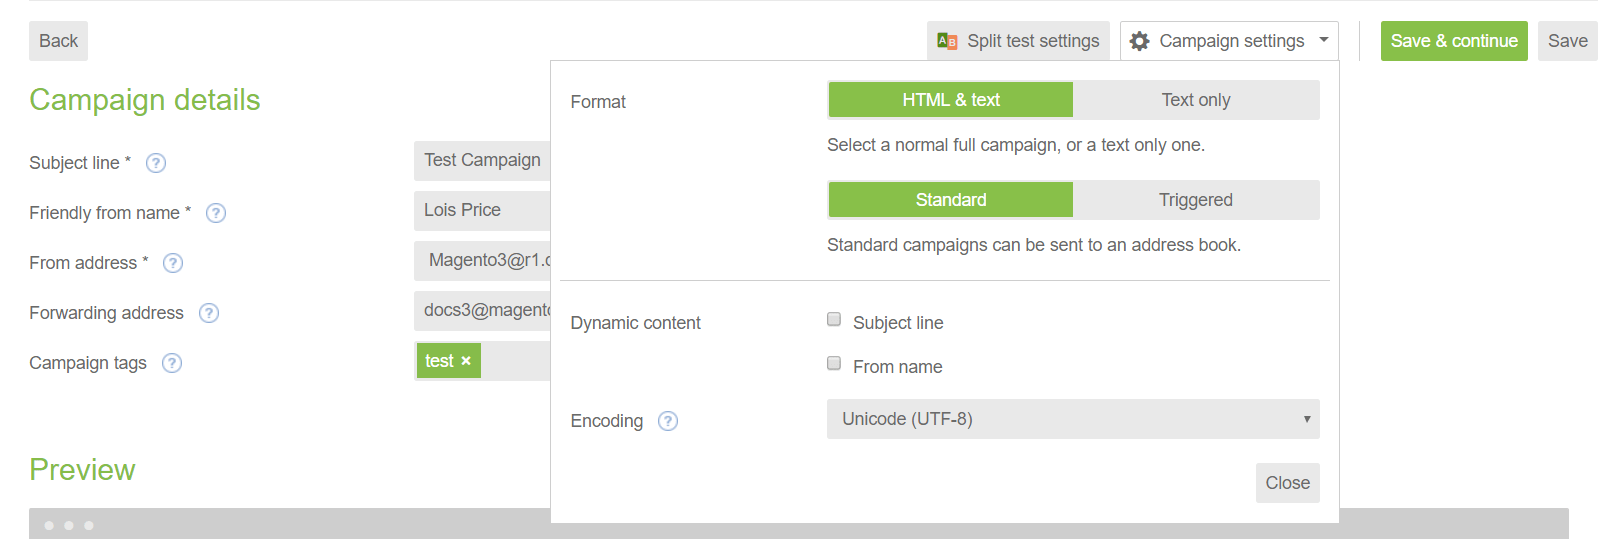 Back
A B Split test settings
Campaign settings
Save & continue
Save
Campaign details
Subject line * ?
Test Campaign
Friendly from name * ?
Lois Price
From address * ?
Magento3@r1.
Forwarding address ?
docs3@magent
Campaign tags ?
test ×
Preview
Format
HTML & text
Text only
Select a normal full campaign, or a text only one.
Standard
Triggered
Standard campaigns can be sent to an address book.
Dynamic content
Subject line
From name
Encoding ?
Unicode (UTF-8)
Close